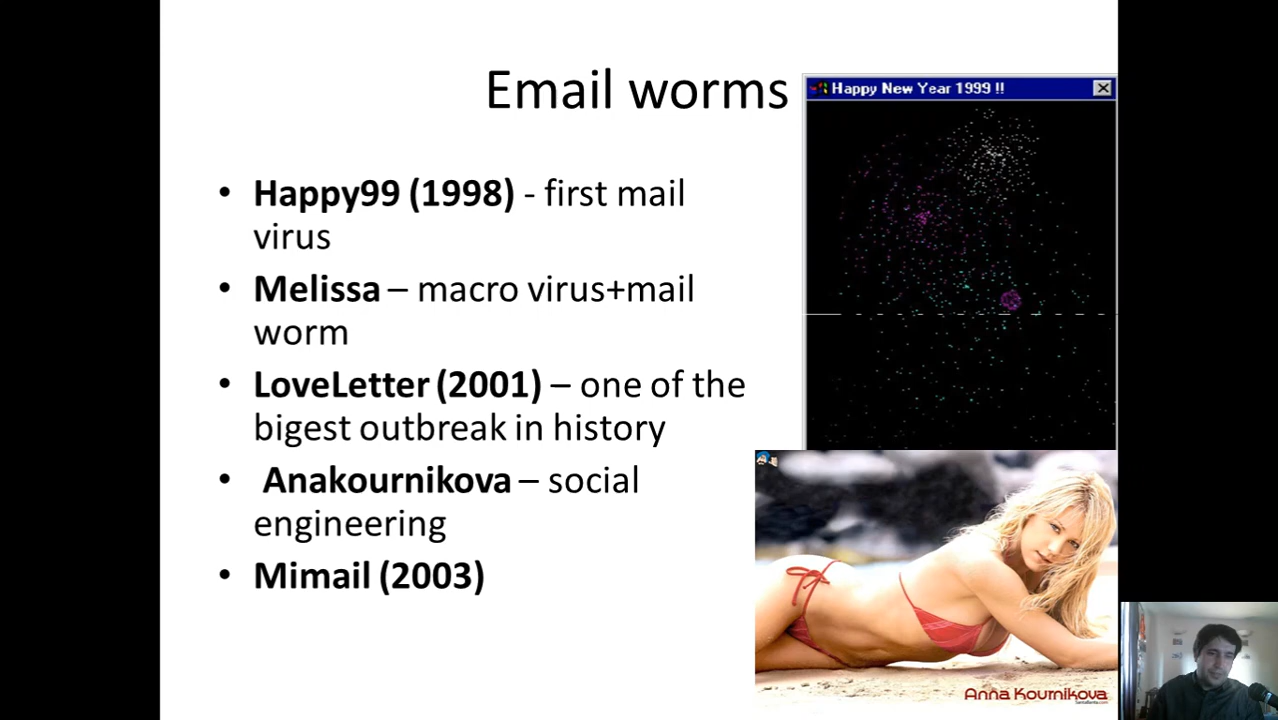 Email worms
Happy New Year 1999 !!
• Happy99 (1998) - first mail
virus
• Melissa – macro virus+mail
worm
• LoveLetter (2001) – one of the
bigest outbreak in history
• Anakournikova – social
engineering
• Mimail (2003)
Anna Kournikova